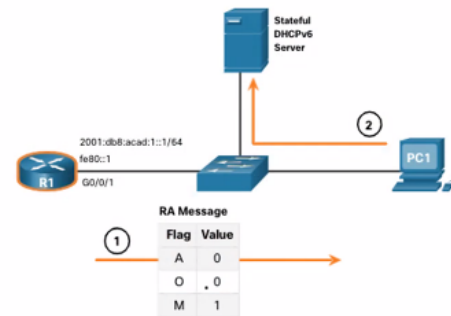 Stateful
DHCPv6
Server
2
2001:db8:acad:1::1/64
fe80::1
R1
G0/0/1
PC1
RA Message
1
Flag Value
A 0
O 0
M 1